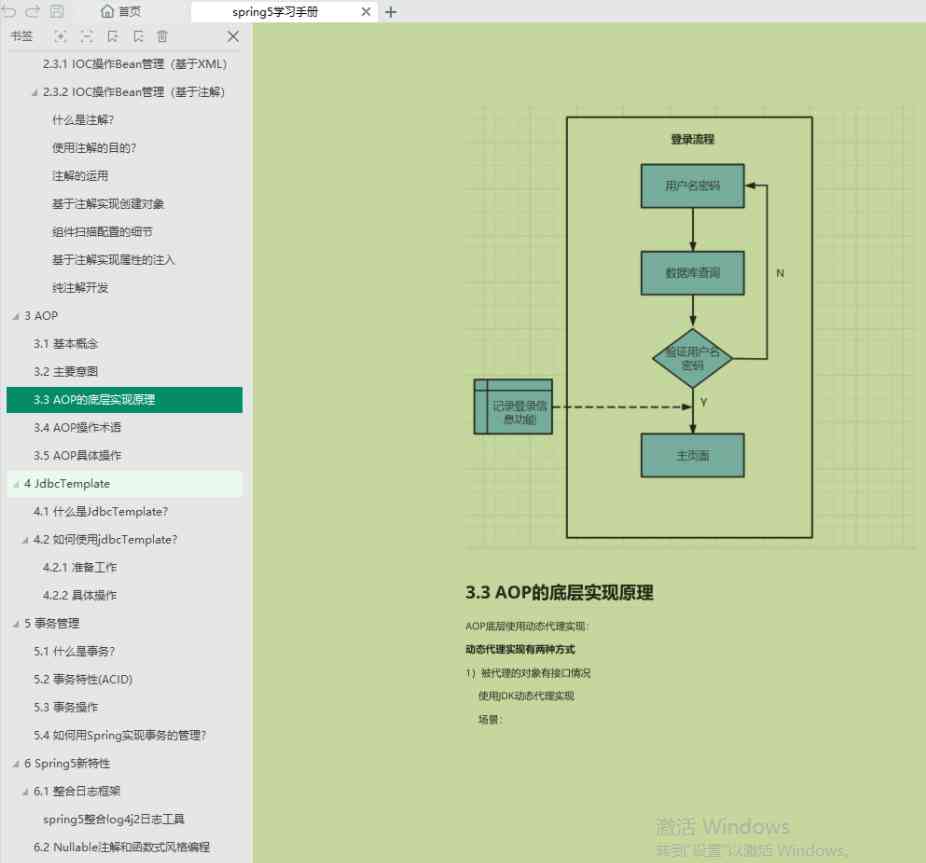 首页
spring5学习手册
书签
2.3.1 IOC操作Bean管理（基于XML）
2.3.2 IOC操作Bean管理（基于注解）
什么是注解？
使用注解的目的？
注解的运用
基于注解实现创建对象
组件扫描配置的细节
基于注解实现属性的注入
纯注解开发
3 AOP
3.1 基本概念
3.2 主要意图
3.3 AOP的底层实现原理
3.4 AOP操作术语
3.5 AOP具体操作
4 JdbcTemplate
4.1 什么是JdbcTemplate？
4.2 如何使用jdbcTemplate？
4.2.1 准备工作
4.2.2 具体操作
5 事务管理
5.1 什么是事务？
5.2 事务特性(ACID)
5.3 事务操作
5.4 如何用Spring实现事务的管理？
6 Spring5新特性
6.1 整合日志框架
spring5整合log4j2日志工具
6.2 Nullable注解和函数式风格编程
登录流程
用户名密码
数据库查询
N
验证用户名
密码
Y
记录登录信
息功能
主页面
3.3 AOP的底层实现原理
AOP底层使用动态代理实现：
动态代理实现有两种方式
1）被代理的对象有接口情况
使用JDK动态代理实现
场景：
激活 Windows
转到"设置"以激活 Windows。